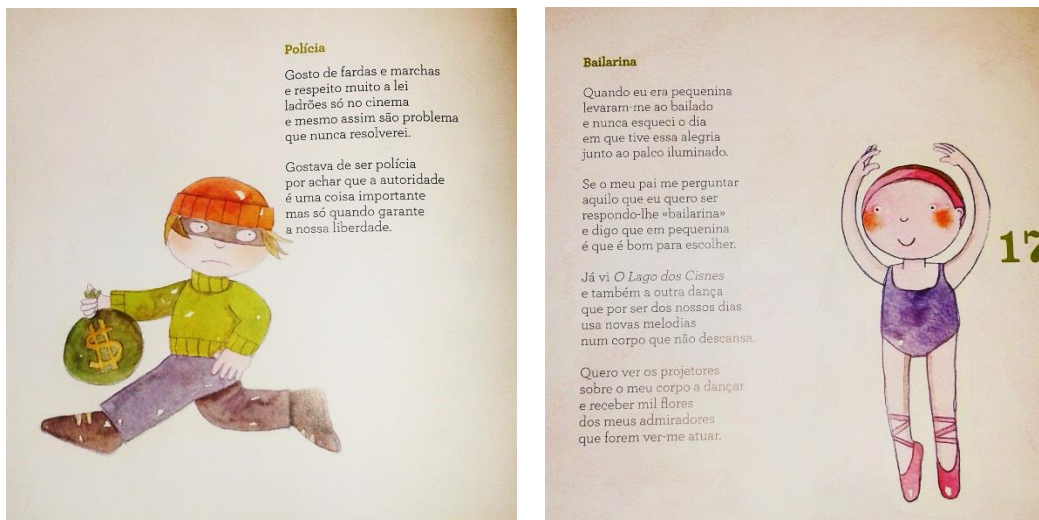 Polícia
Gosto de fardas e marchas
e respeito muito a lei
ladrões só no cinema
e mesmo assim são problema
que nunca resolverei.
Gostava de ser polícia
por achar que a autoridade
é uma coisa importante
mas só quando garante
a nossa liberdade.
$
Bailarina
Quando eu era pequenina
levaram-me ao bailado
e nunca esqueci o dia
em que tive essa alegria
junto ao palco iluminado.
Se o meu pai me perguntar
aquilo que eu quero ser
respondo-lhe «bailarina»
e digo que em pequenina
é que é bom para escolher.
Já vi O Lago dos Cisnes
e também a outra dança
que por ser dos nossos dias
usa novas melodias
num corpo que não descansa.
Quero ver os projetores
sobre o meu corpo a dançar
e receber mil flores
dos meus admiradores
que forem ver-me atuar.
17